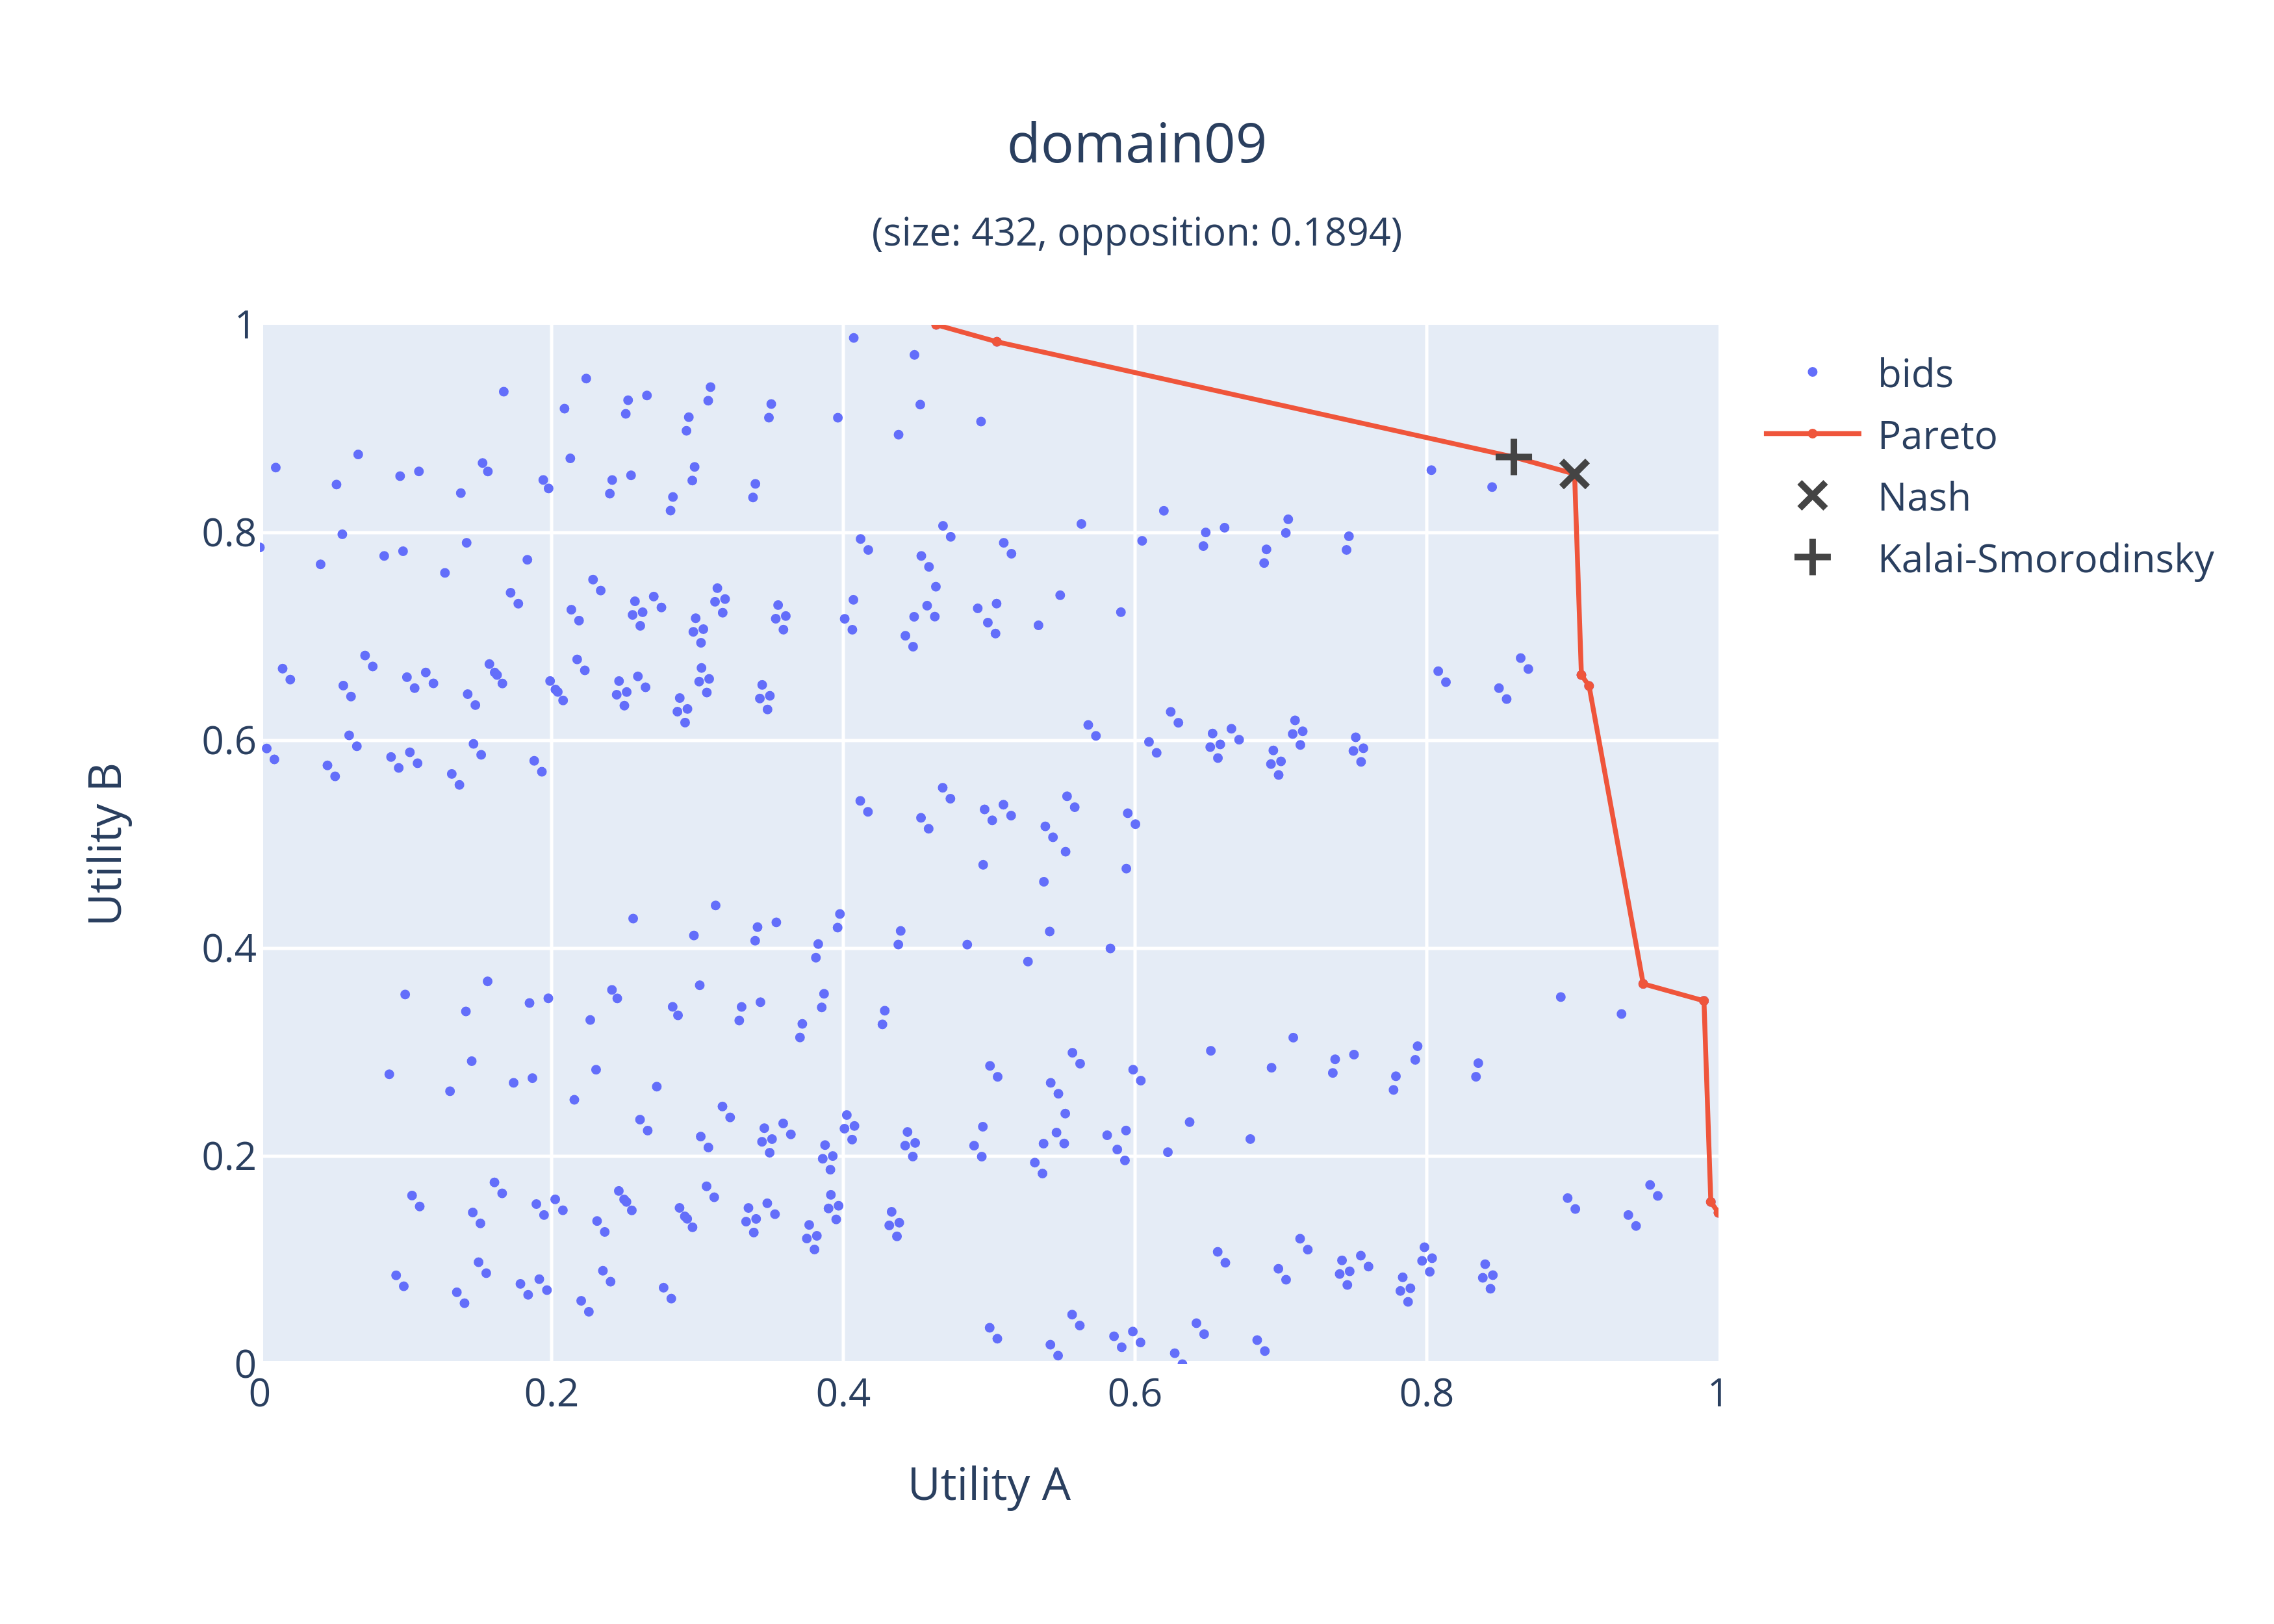 domain09
(size: 432, opposition: 0.1894)
1
0.8
0.6
0.4
0.2
0
0 0.2 0.4 0.6 0.8 1
Utility A
Utility B
bids
Pareto
Nash
Kalai-Smorodinsky